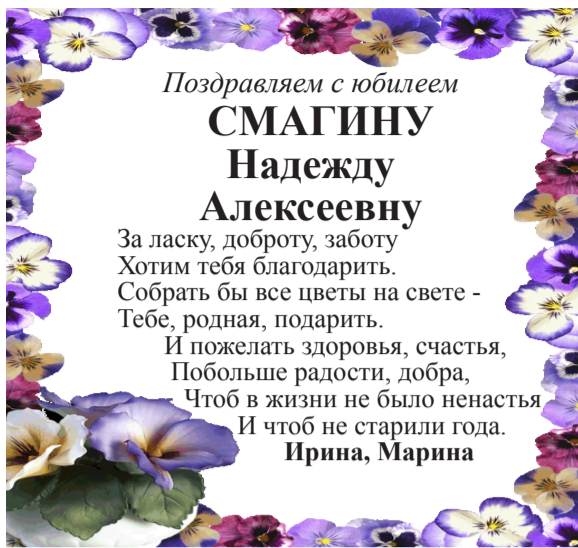 Поздравляем с юбилеем
СМАГИНУ
Надежду
Алексеевну
За ласку, доброту, заботу
Хотим тебя благодарить.
Собрать бы все цветы на свете -
Тебе, родная, подарить.
И пожелать здоровья, счастья,
Побольше радости, добра,
Чтоб в жизни не было ненастья
И чтоб не старили года.
Ирина, Марина